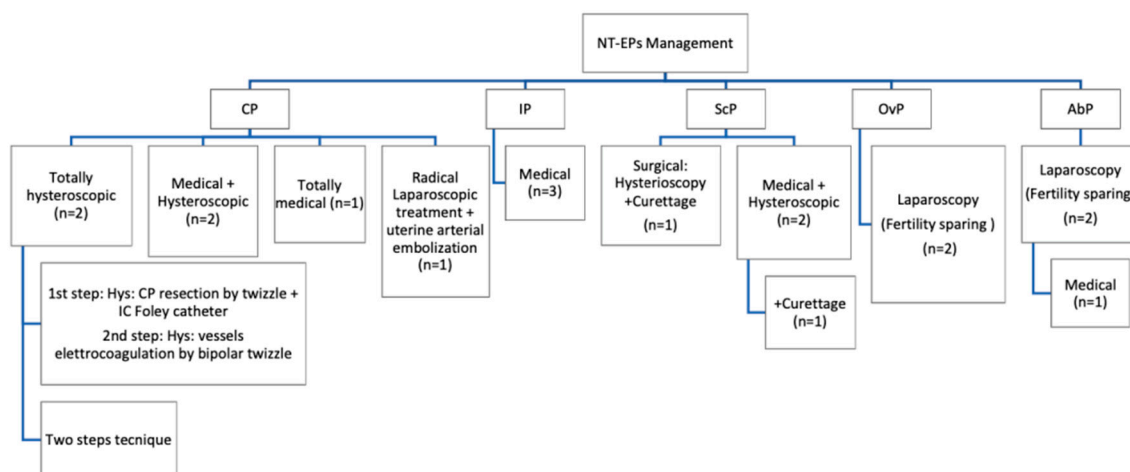 NT-EPs Management
CP
IP
ScP
OvP
AbP
Totally
hysteroscopic
(n=2)
Medical +
Hysteroscopic
(n=2)
Totally
medical (n=1)
Radical
Laparoscopic
treatment +
uterine arterial
embolization
(n=1)
Medical
(n=3)
Surgical:
Hysterioscopy
+Curettage
(n=1)
Medical +
Hysteroscopic
(n=2)
Laparoscopy
(Fertility sparing )
(n=2)
Laparoscopy
(Fertility sparing)
(n=2)
1st step: Hys: CP resection by twizzle +
IC Foley catheter
2nd step: Hys: vessels
elettrocoagulation by bipolar twizzle
+Curettage
(n=1)
Medical
(n=1)
Two steps tecnique